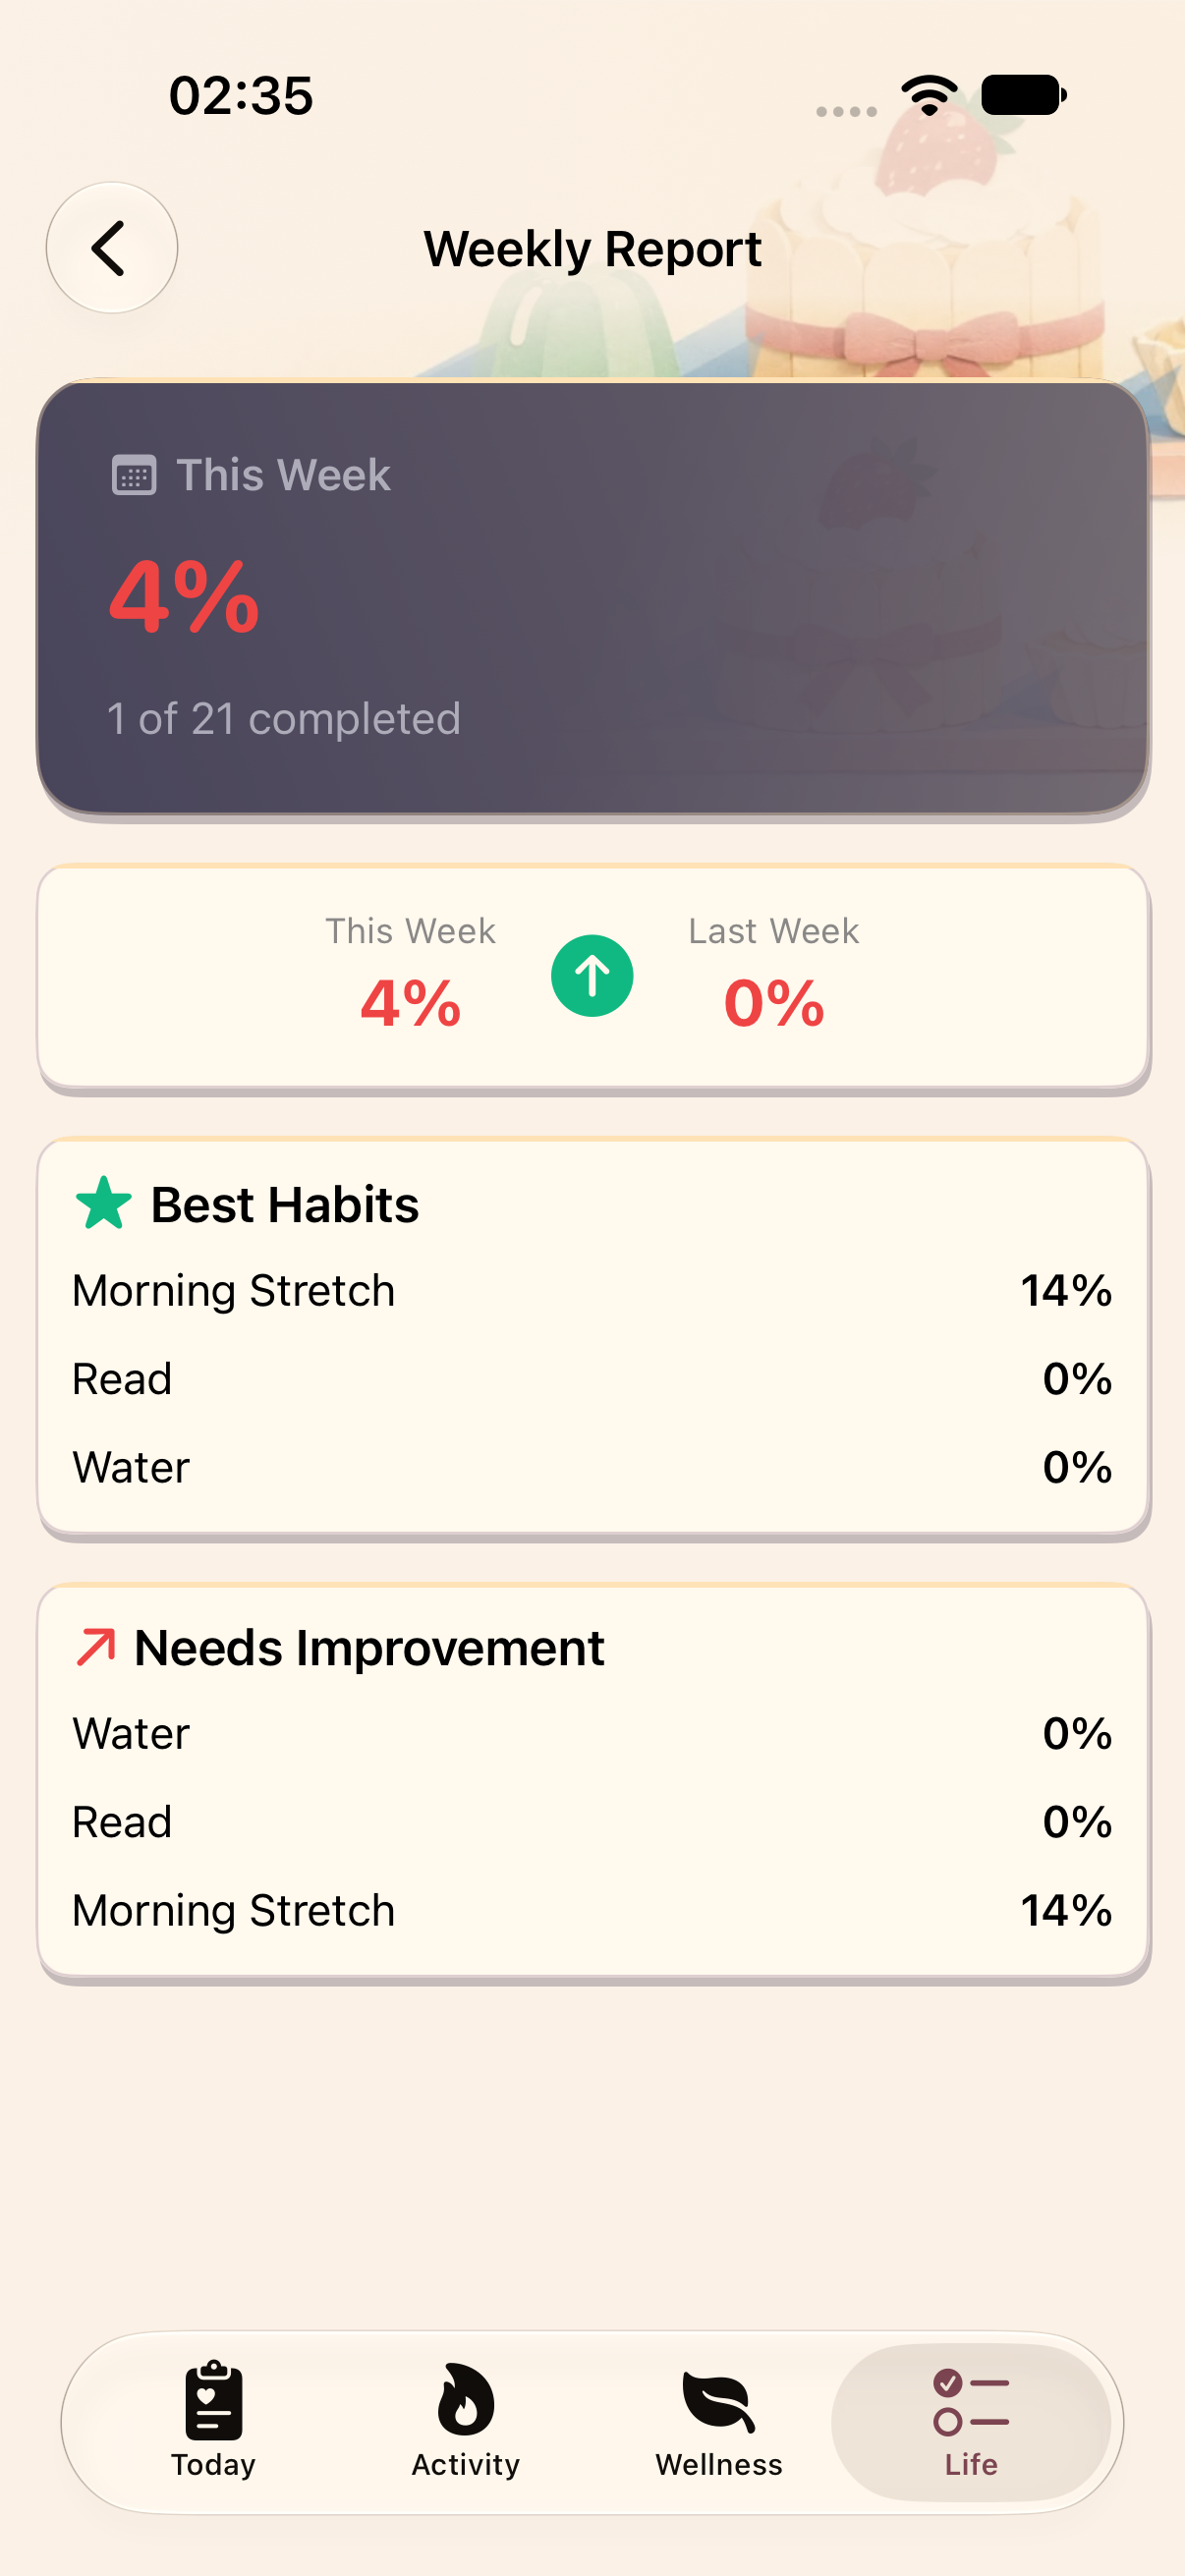 02:35
Weekly Report
This Week
4%
1 of 21 completed
This Week
Last Week
4%
0%
Best Habits
Morning Stretch 14%
Read 0%
Water 0%
Needs Improvement
Water 0%
Read 0%
Morning Stretch 14%
Today Activity Wellness Life